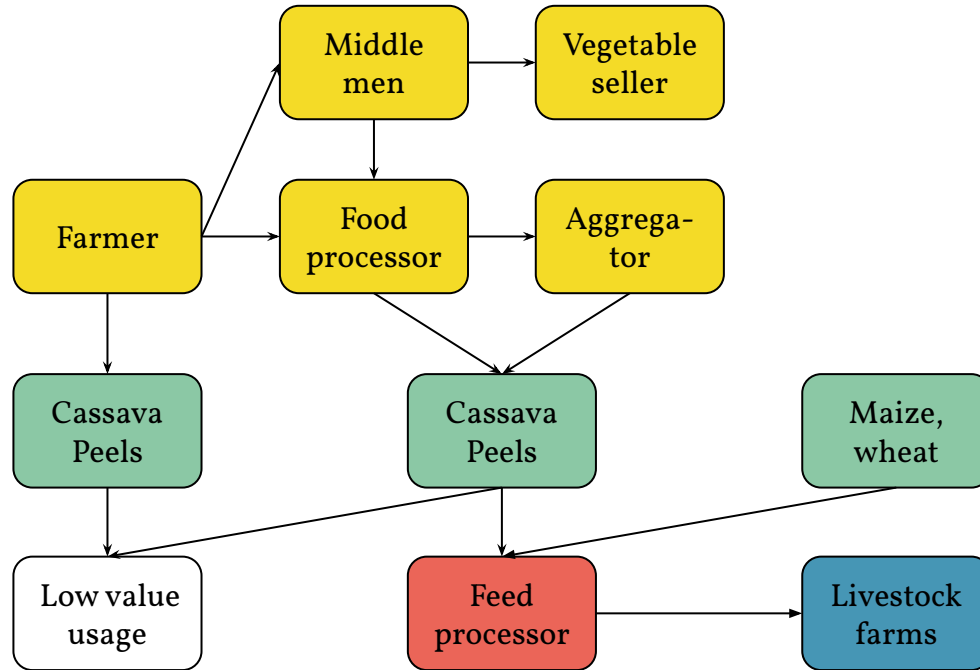 Middle
men
Vegetable
seller
Farmer
Food
processor
Aggrega-
tor
Cassava
Peels
Cassava
Peels
Maize,
wheat
Low value
usage
Feed
processor
Livestock
farms